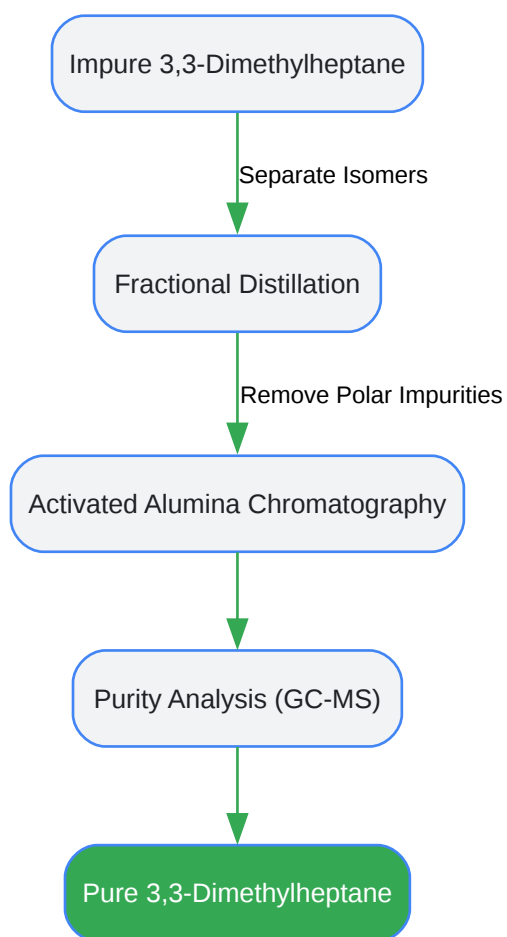 Impure 3,3-Dimethylheptane
Separate Isomers
Fractional Distillation
Remove Polar Impurities
Activated Alumina Chromatography
Purity Analysis (GC-MS)
Pure 3,3-Dimethylheptane